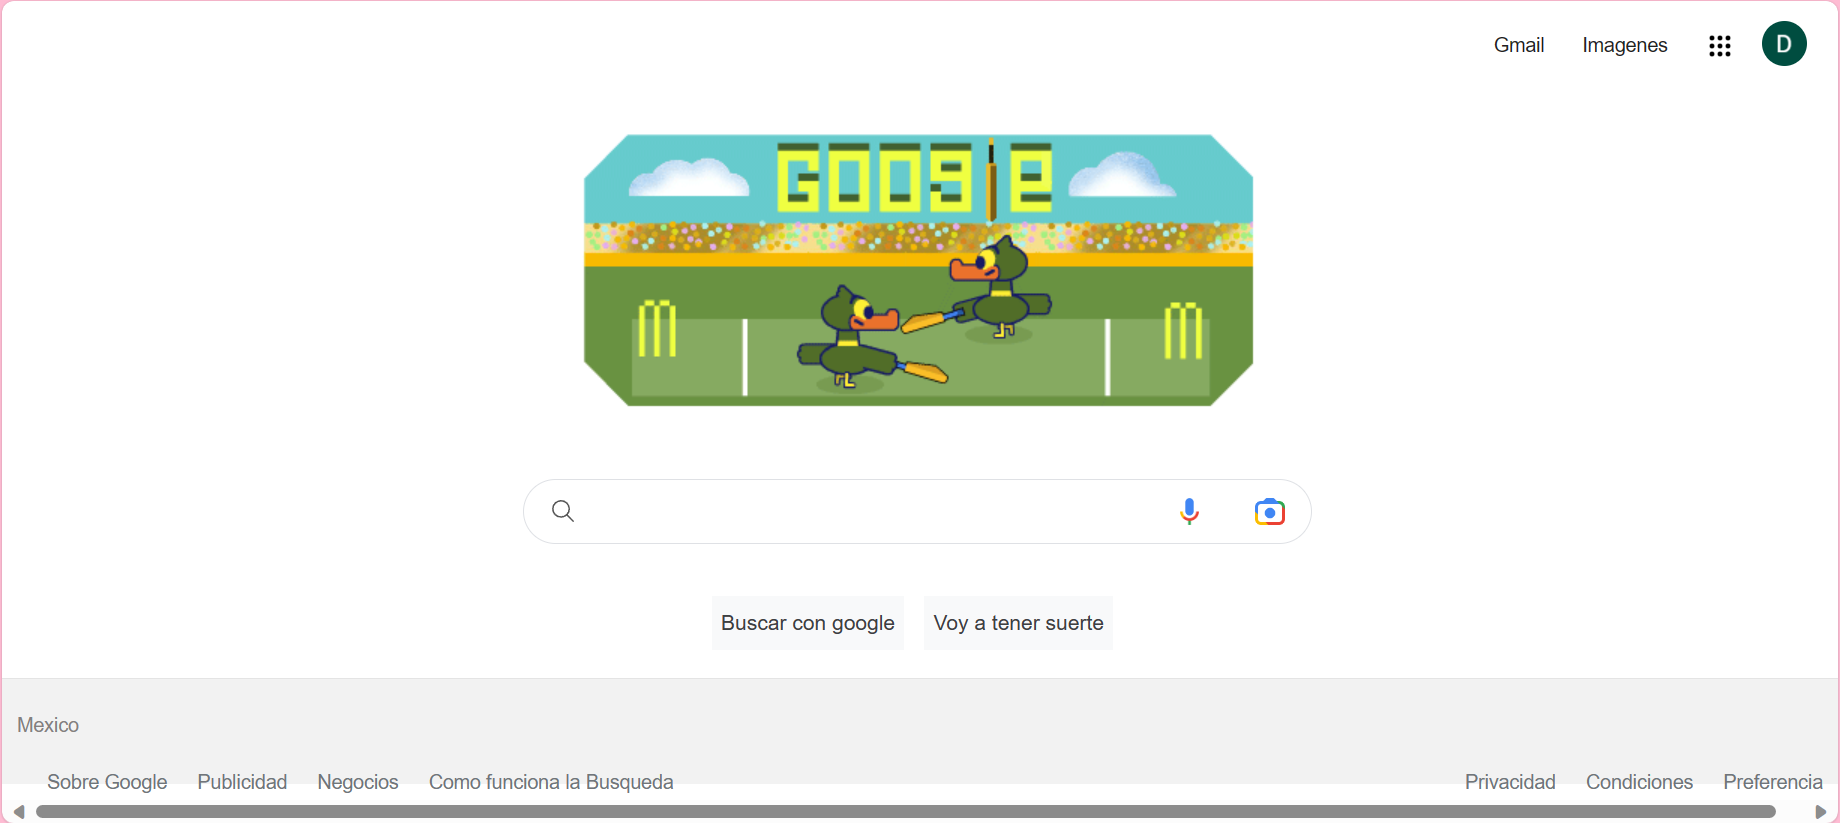 Gmail Imagenes D
GOOGlE
Buscar con google Voy a tener suerte
Mexico
Sobre Google Publicidad Negocios Como funciona la Busqueda Privacidad Condiciones Preferencia